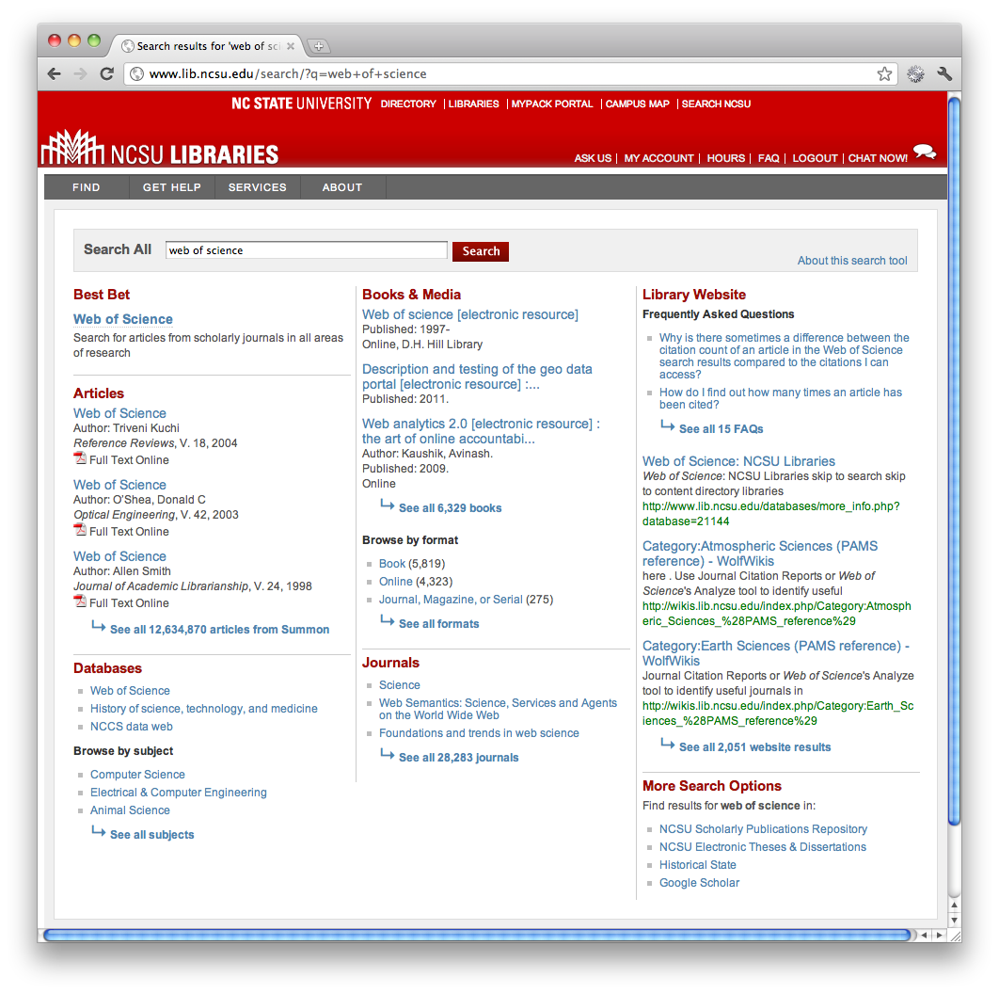 Search results for 'web of sc
www.lib.ncsu.edu/search/?q=web+of+science
NC STATE UNIVERSITY DIRECTORY | LIBRARIES | MYPACK PORTAL | CAMPUS MAP | SEARCH NCSU
NCSU LIBRARIES
ASK US | MY ACCOUNT | HOURS | FAQ | LOGOUT | CHAT NOW!
FIND GET HELP SERVICES ABOUT
Search All web of science Search
About this search tool
Best Bet
Web of Science
Search for articles from scholarly journals in all areas
of research
Articles
Web of Science
Author: Triveni Kuchi
Reference Reviews, V. 18, 2004
Full Text Online
Web of Science
Author: O'Shea, Donald C
Optical Engineering, V. 42, 2003
Full Text Online
Web of Science
Author: Allen Smith
Journal of Academic Librarianship, V. 24, 1998
Full Text Online
See all 12,634,870 articles from Summon
Databases
Web of Science
History of science, technology, and medicine
NCCS data web
Browse by subject
Computer Science
Electrical & Computer Engineering
Animal Science
See all subjects
Books & Media
Web of science [electronic resource]
Published: 1997-
Online, D.H. Hill Library
Description and testing of the geo data
portal [electronic resource] :...
Published: 2011.
Web analytics 2.0 [electronic resource] :
the art of online accountabi...
Author: Kaushik, Avinash.
Published: 2009.
Online
See all 6,329 books
Browse by format
Book (5,819)
Online (4,323)
Journal, Magazine, or Serial (275)
See all formats
Journals
Science
Web Semantics: Science, Services and Agents
on the World Wide Web
Foundations and trends in web science
See all 28,283 journals
Library Website
Frequently Asked Questions
Why is there sometimes a difference between the
citation count of an article in the Web of Science
search results compared to the citations I can
access?
How do I find out how many times an article has
been cited?
See all 15 FAQs
Web of Science: NCSU Libraries
Web of Science: NCSU Libraries skip to search skip
to content directory libraries
http://www.lib.ncsu.edu/databases/more_info.php?
database=21144
Category:Atmospheric Sciences (PAMS
reference) - WolfWikis
here . Use Journal Citation Reports or Web of
Science's Analyze tool to identify useful
http://wikis.lib.ncsu.edu/index.php/Category:Atmosph
eric_Sciences_%28PAMS_reference%29
Category:Earth Sciences (PAMS reference) -
WolfWikis
Journal Citation Reports or Web of Science's Analyze
tool to identify useful journals in
http://wikis.lib.ncsu.edu/index.php/Category:Earth_Sc
iences_%28PAMS_reference%29
See all 2,051 website results
More Search Options
Find results for web of science in:
NCSU Scholarly Publications Repository
NCSU Electronic Theses & Dissertations
Historical State
Google Scholar